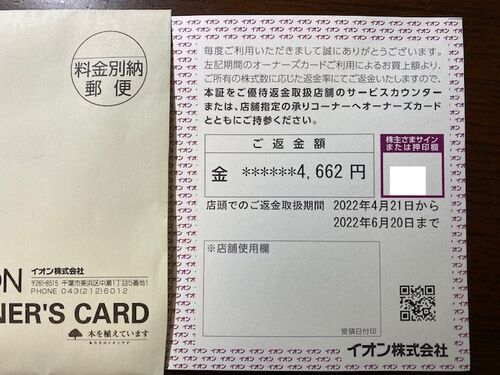 料金別納
郵便
ON
イオン株式会社
〒261-8515 千葉市美浜区中瀬1丁目5番地1
PHONE 043(212)6012
NER'S CARD
木を植えています
私たちはイオンです
毎度ご利用いただきまして誠にありがとうございます。
左記期間のオーナーズカードご利用によるお買上額より、
ご所有の株式数に応じた返金率にてご返金いたしますので、
本証をご優待返金取扱店舗のサービスカウンター
または、店舗指定の承りコーナーへオーナーズカード
とともにご持参ください。
ご返金額
金 ******4,662 円
株主さまサイン
または押印欄
店頭でのご返金取扱期間 2022年4月21日から
2022年6月20日まで
※店舗使用欄
受領日付印
イオン株式会社